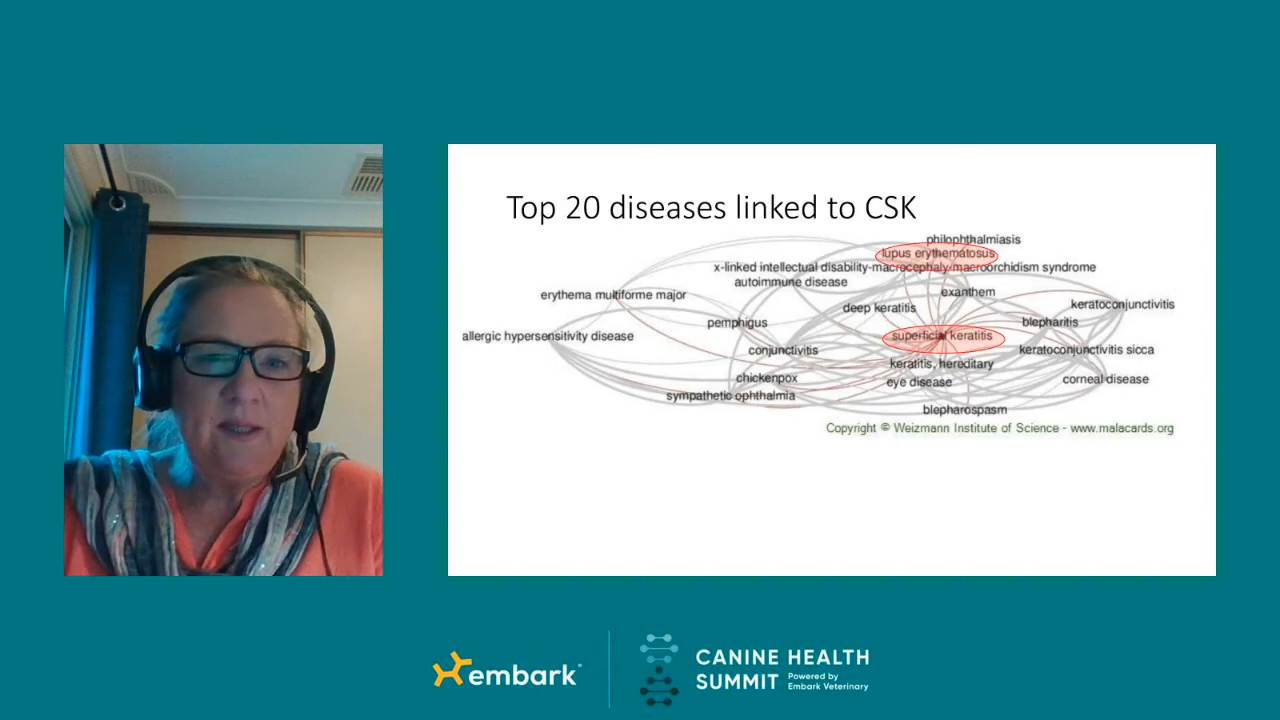 Top 20 diseases linked to CSK
philophthalmiasis
lupus erythematosus
x-linked intellectual disability-macrocephaly-macroorchidism syndrome
autoimmune disease
exanthem
erythema multiforme major
keratoconjunctivitis
deep keratitis
pemphigus
blepharitis
allergic hypersensitivity disease
superficial keratitis
conjunctivitis
keratoconjunctivitis sicca
keratitis, hereditary
chickenpox
eye disease
corneal disease
sympathetic ophthalmia
blepharospasm
Copyright © Weizmann Institute of Science - www.malacards.org
embark
CANINE HEALTH
SUMMIT
Powered by
Embark Veterinary